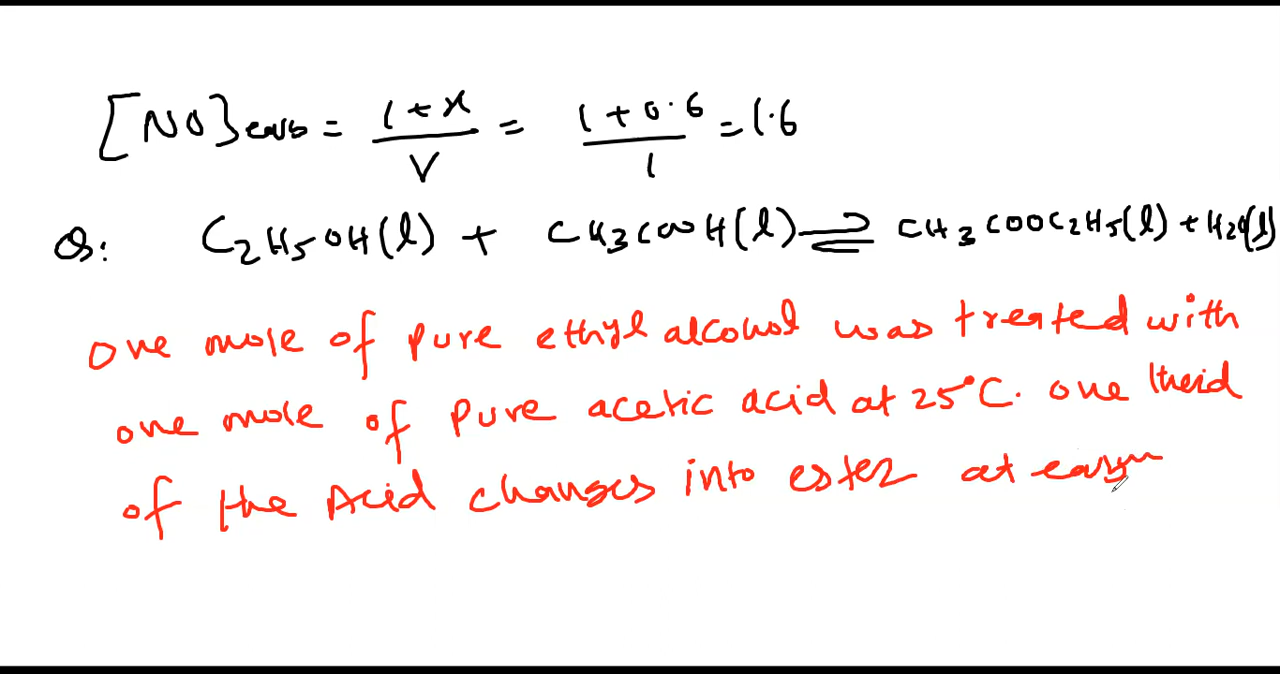 [NO]eqlb = 1 + x / V = 1 + 0.6 / 1 = 1.6
Q: C2H5OH(l) + CH3COOH(l) ⇌ CH3COOC2H5(l) + H2O(l)
One mole of pure ethyl alcohol was treated with
one mole of pure acetic acid at 25°C. One third
of the Acid changes into ester at